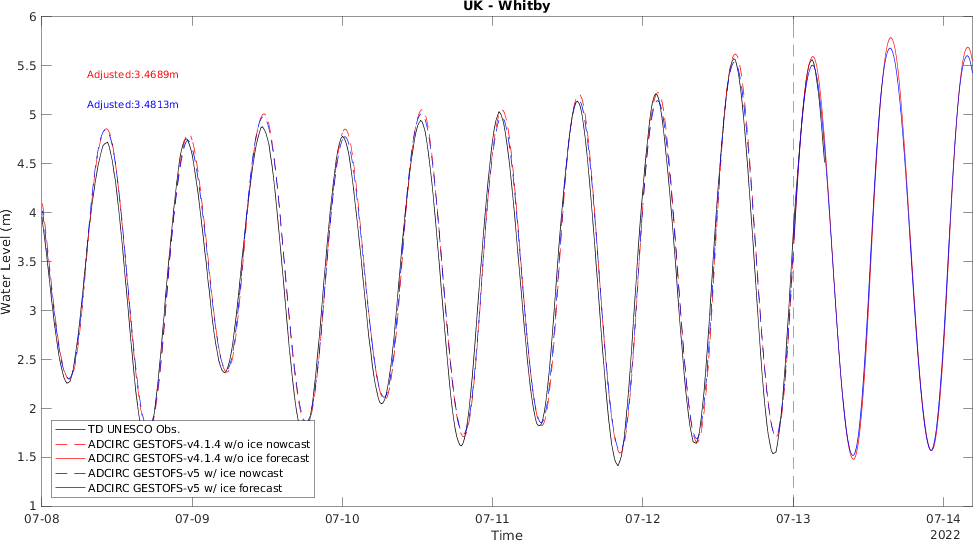 UK - Whitby
6
5.5
5
4.5
4
3.5
3
2.5
2
1.5
1
Water Level (m)
Adjusted:3.4689m
Adjusted:3.4813m
TD UNESCO Obs.
ADCIRC GESTOFS-v4.1.4 w/o ice nowcast
ADCIRC GESTOFS-v4.1.4 w/o ice forecast
ADCIRC GESTOFS-v5 w/ ice nowcast
ADCIRC GESTOFS-v5 w/ ice forecast
07-08 07-09 07-10 07-11 07-12 07-13 07-14
Time
2022